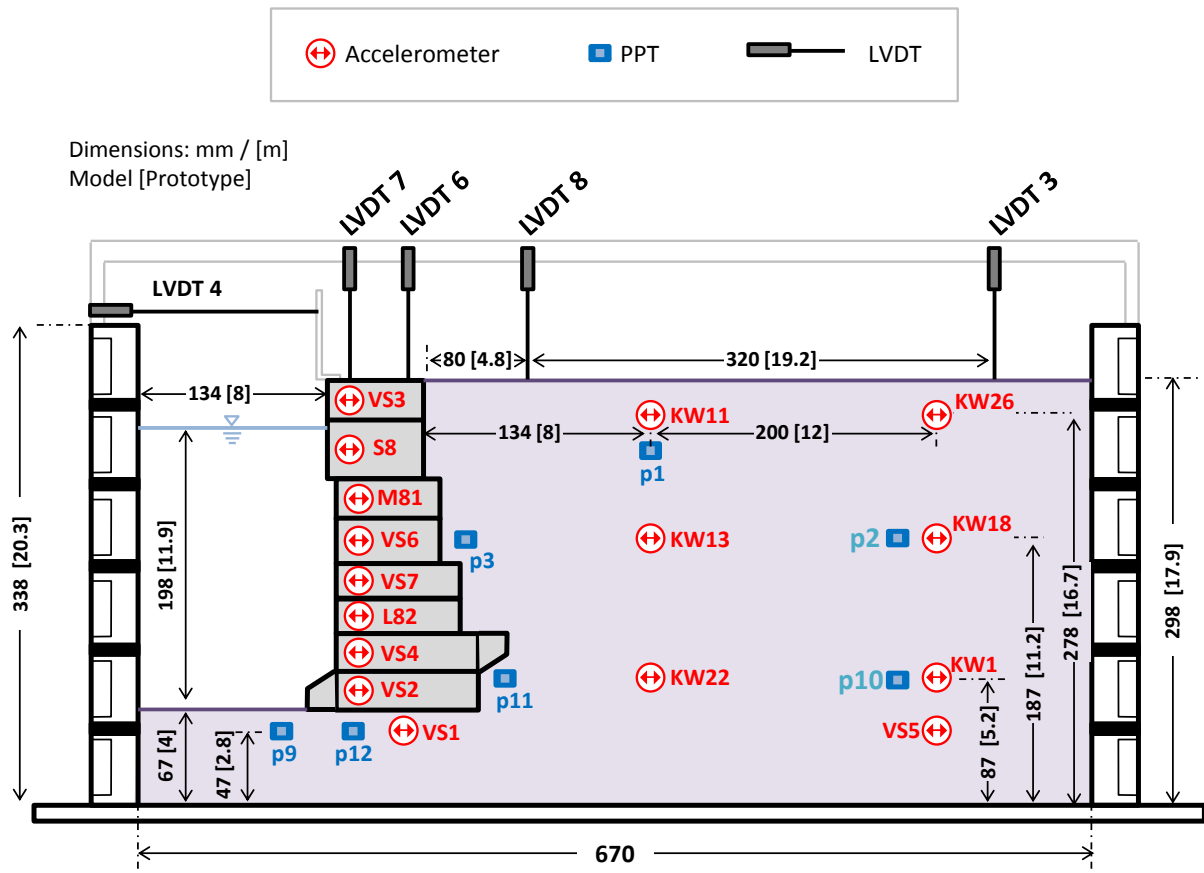 Accelerometer
PPT
LVDT
Dimensions: mm / [m]
Model [Prototype]
LVDT 7
LVDT 6
LVDT 8
LVDT 3
LVDT 4
80 [4.8]
320 [19.2]
134 [8]
VS3
KW11
KW26
134 [8]
200 [12]
S8
p1
M81
VS6
p3
KW13
p2
KW18
VS7
L82
VS4
KW22
p10
KW1
VS2
p11
p9
p12
VS1
VS5
338 [20.3]
198 [11.9]
67 [4]
47 [2.8]
87 [5.2]
187 [11.2]
278 [16.7]
298 [17.9]
670